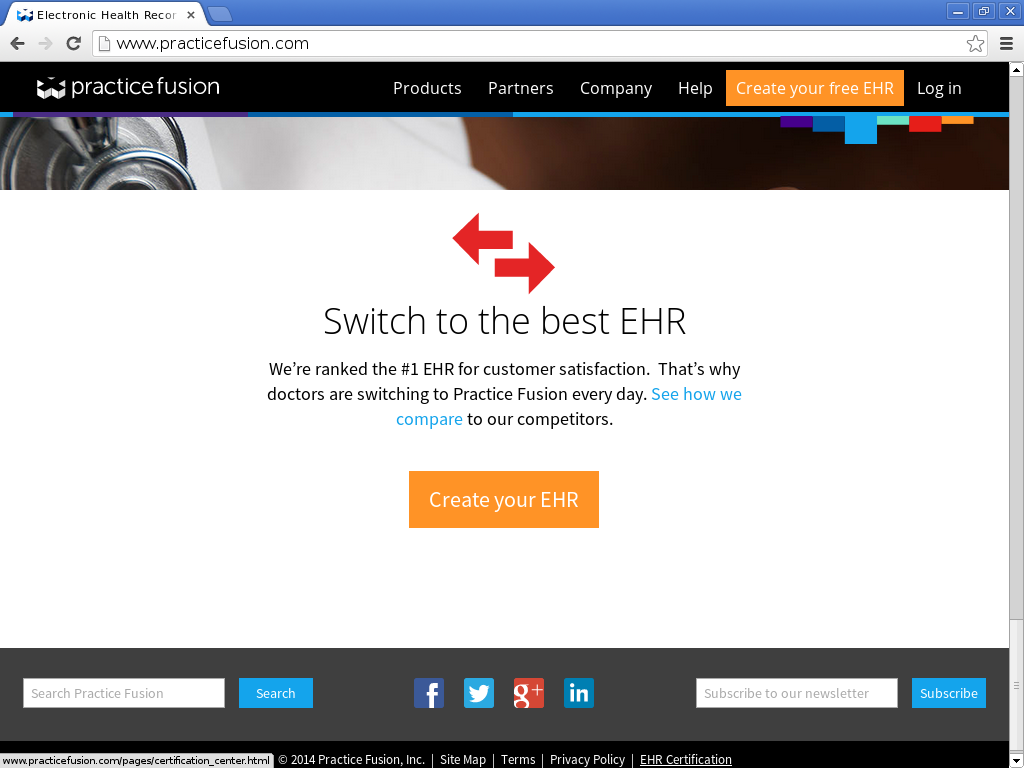 Electronic Health Recor
www.practicefusion.com
practice fusion
Products Partners Company Help Create your free EHR Log in
Switch to the best EHR
We're ranked the #1 EHR for customer satisfaction. That's why
doctors are switching to Practice Fusion every day. See how we
compare to our competitors.
Create your EHR
Search Practice Fusion Search f g+ in Subscribe to our newsletter Subscribe
www.practicefusion.com/pages/certification_center.html © 2014 Practice Fusion, Inc. | Site Map | Terms | Privacy Policy | EHR Certification